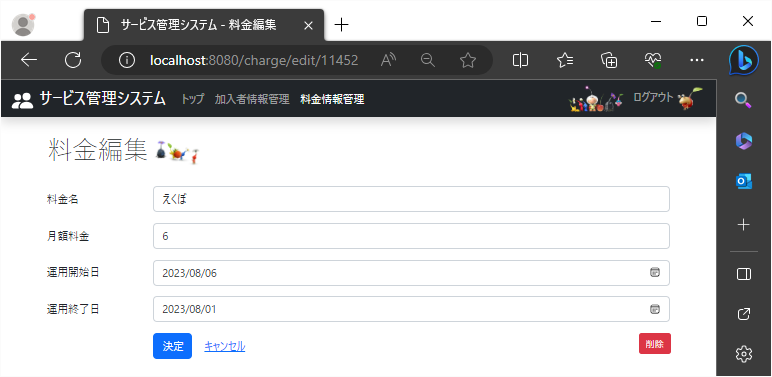 サービス管理システム - 料金編集
localhost:8080/charge/edit/11452
サービス管理システム トップ 加入者情報管理 料金情報管理 ログアウト
料金編集
料金名 えくぼ
月額料金 6
運用開始日 2023/08/06
運用終了日 2023/08/01
決定 キャンセル 削除